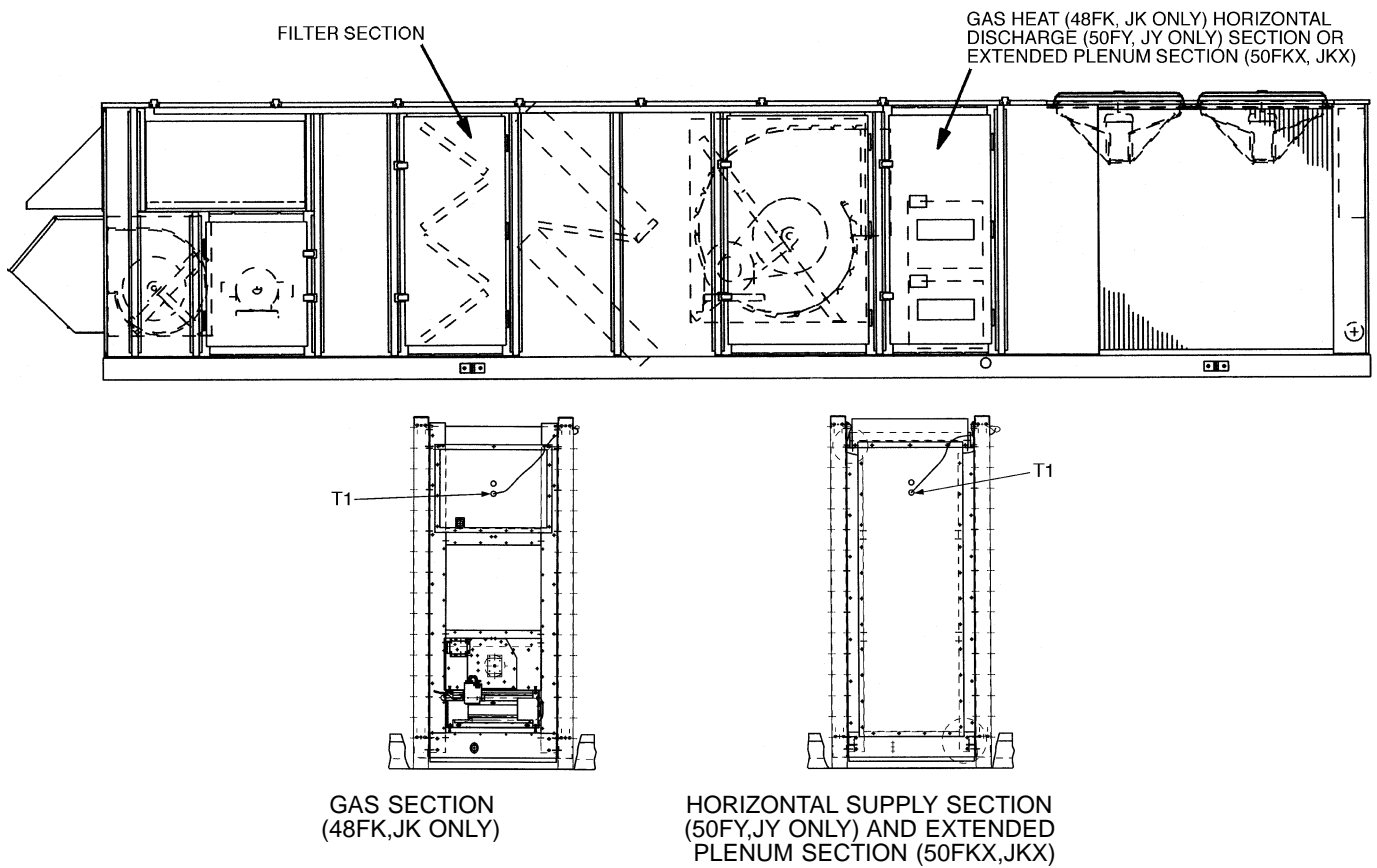 FILTER SECTION
GAS HEAT (48FK, JK ONLY) HORIZONTAL
DISCHARGE (50FY, JY ONLY) SECTION OR
EXTENDED PLENUM SECTION (50FKX, JKX)
T1
T1
GAS SECTION
(48FK,JK ONLY)
HORIZONTAL SUPPLY SECTION
(50FY,JY ONLY) AND EXTENDED
PLENUM SECTION (50FKX,JKX)